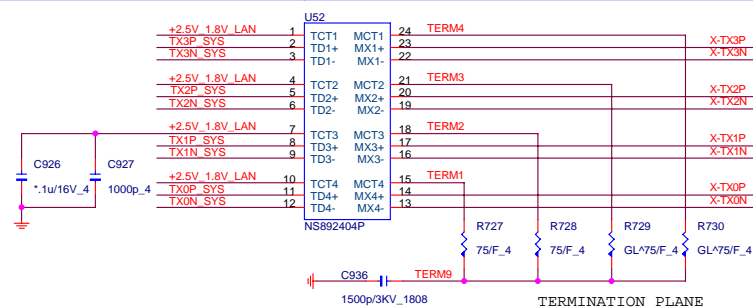 U52
+2.5V_1.8V_LAN 1 TCT1 MCT1 24 TERM4
TX3P_SYS 2 TD1+ MX1+ 23 X-TX3P
TX3N_SYS 3 TD1- MX1- 22 X-TX3N
+2.5V_1.8V_LAN 4 TCT2 MCT2 21 TERM3
TX2P_SYS 5 TD2+ MX2+ 20 X-TX2P
TX2N_SYS 6 TD2- MX2- 19 X-TX2N
+2.5V_1.8V_LAN 7 TCT3 MCT3 18 TERM2
TX1P_SYS 8 TD3+ MX3+ 17 X-TX1P
TX1N_SYS 9 TD3- MX3- 16 X-TX1N
+2.5V_1.8V_LAN 10 TCT4 MCT4 15 TERM1
TX0P_SYS 11 TD4+ MX4+ 14 X-TX0P
TX0N_SYS 12 TD4- MX4- 13 X-TX0N
NS892404P
C926 C927
*.1u/16V_4 1000p_4
R727 R728 R729 R730
75/F_4 75/F_4 GL^75/F_4 GL^75/F_4
C936 TERM9
1500p/3KV_1808
TERMINATION PLANE